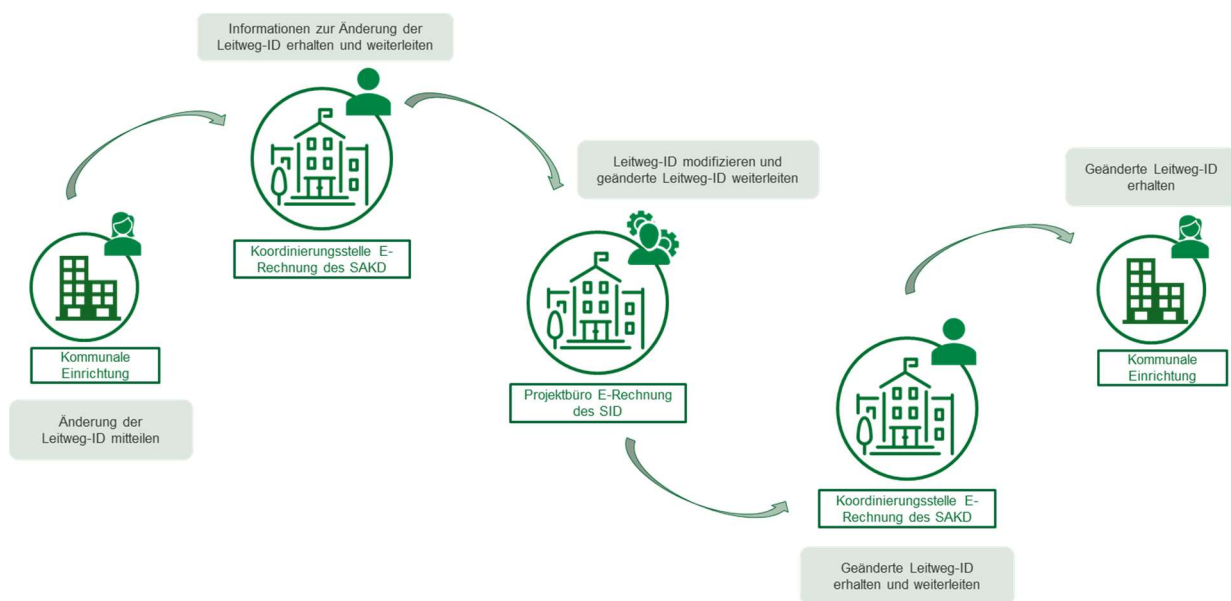 Informationen zur Änderung der
Leitweg-ID erhalten und weiterleiten
Koordinierungsstelle E-
Rechnung des SAKD
Kommunale
Einrichtung
Änderung der
Leitweg-ID mitteilen
Leitweg-ID modifizieren und
geänderte Leitweg-ID weiterleiten
Projektbüro E-Rechnung
des SID
Koordinierungsstelle E-
Rechnung des SAKD
Geänderte Leitweg-ID
erhalten und weiterleiten
Geänderte Leitweg-ID
erhalten
Kommunale
Einrichtung